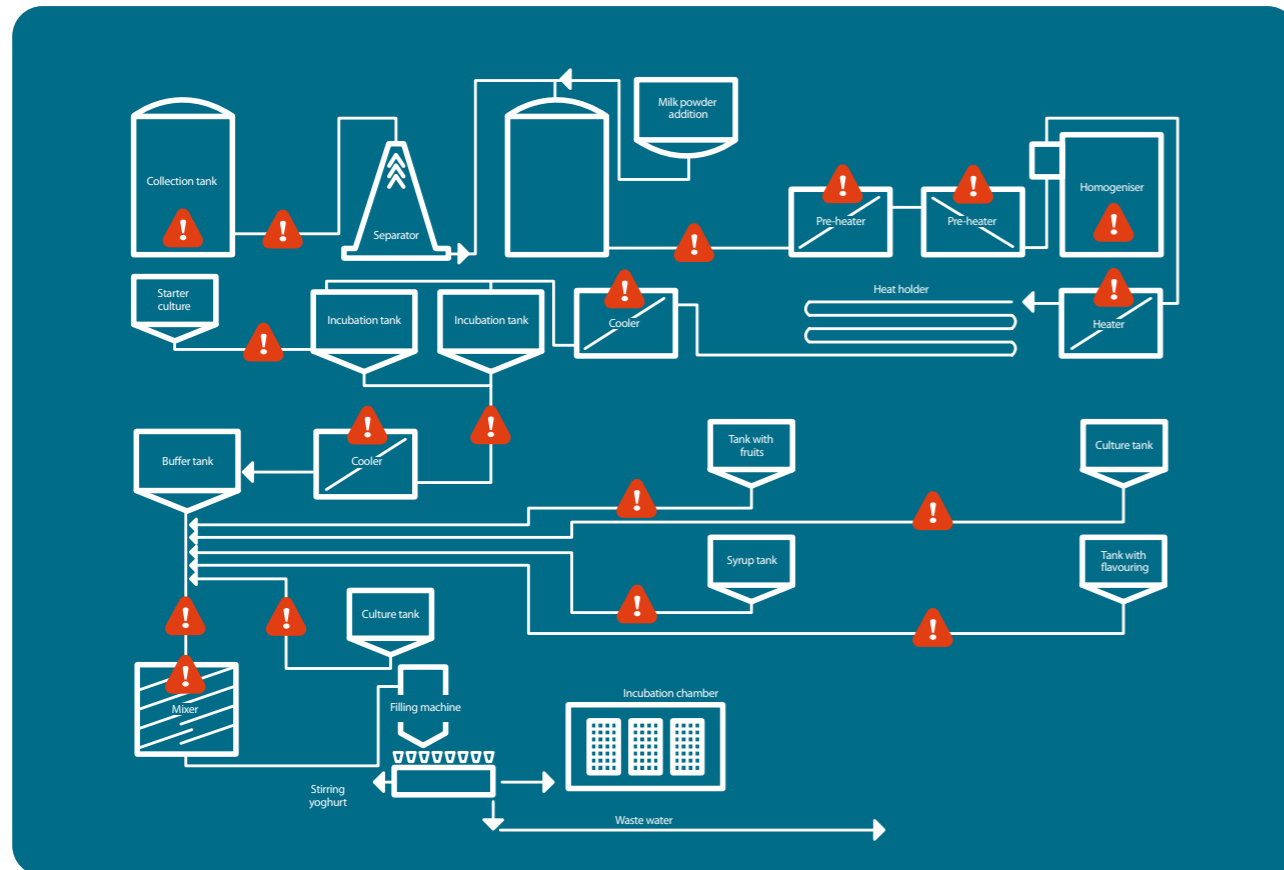 Milk powder
addition
Collection tank
Separator
Pre-heater
Pre-heater
Homogeniser
Starter
culture
Incubation tank
Incubation tank
Cooler
Heat holder
Heater
Buffer tank
Cooler
Tank with
fruits
Culture tank
Syrup tank
Tank with
flavouring
Culture tank
Mixer
Filling machine
Incubation chamber
Stirring
yoghurt
Waste water